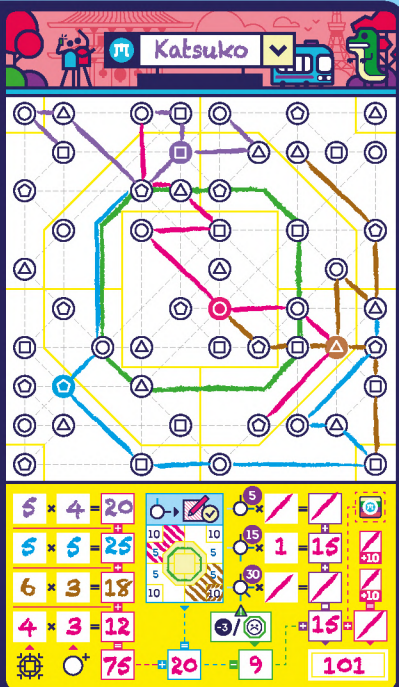 Katsuko
5 × 4 = 20
10 10
5 5
5 5
10 10
5 × / = /
5 × 5 = 25
15 × 1 = 15
+10
6 × 3 = 18
30 × / = /
+10
4 × 3 = 12
-3 /
15 + /
75 + 20 - 9
101